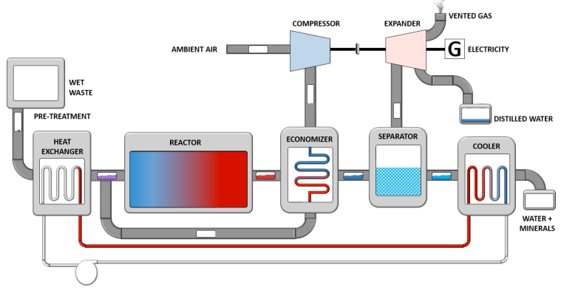 COMPRESSOR
EXPANDER
VENTED GAS
AMBIENT AIR
G
ELECTRICITY
WET
WASTE
DISTILLED WATER
PRE-TREATMENT
HEAT
EXCHANGER
REACTOR
ECONOMIZER
SEPARATOR
COOLER
WATER +
MINERALS